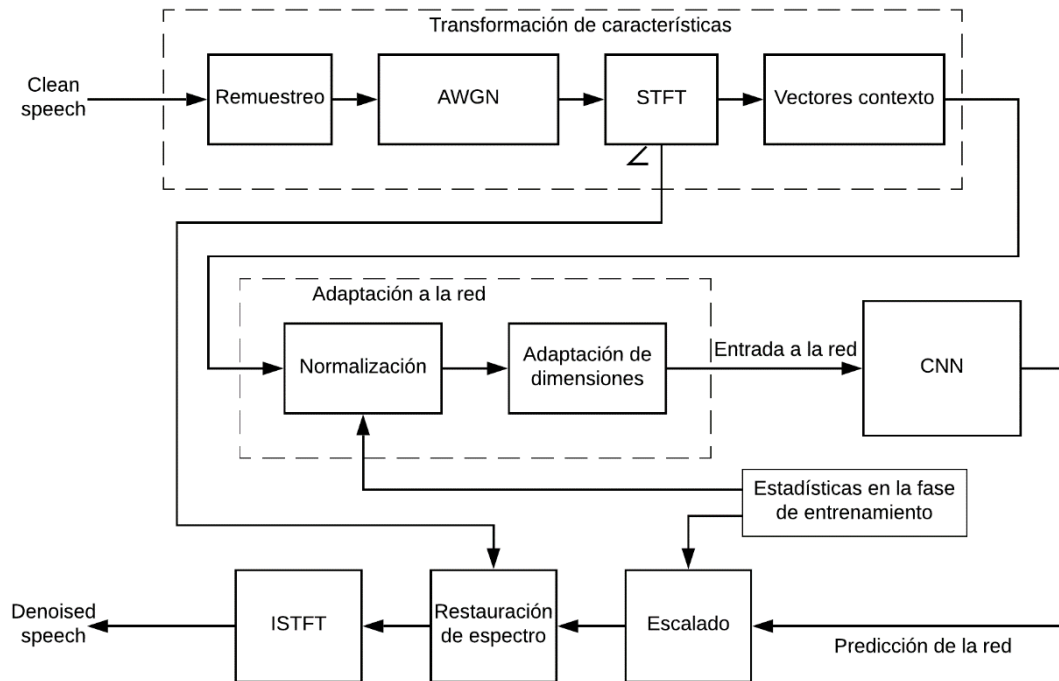 Transformación de características
Clean
speech
Remuestreo
AWGN
STFT
Vectores contexto
∠
Adaptación a la red
Normalización
Adaptación de
dimensiones
Entrada a la red
CNN
Estadísticas en la fase
de entrenamiento
Denoised
speech
ISTFT
Restauración
de espectro
Escalado
Predicción de la red